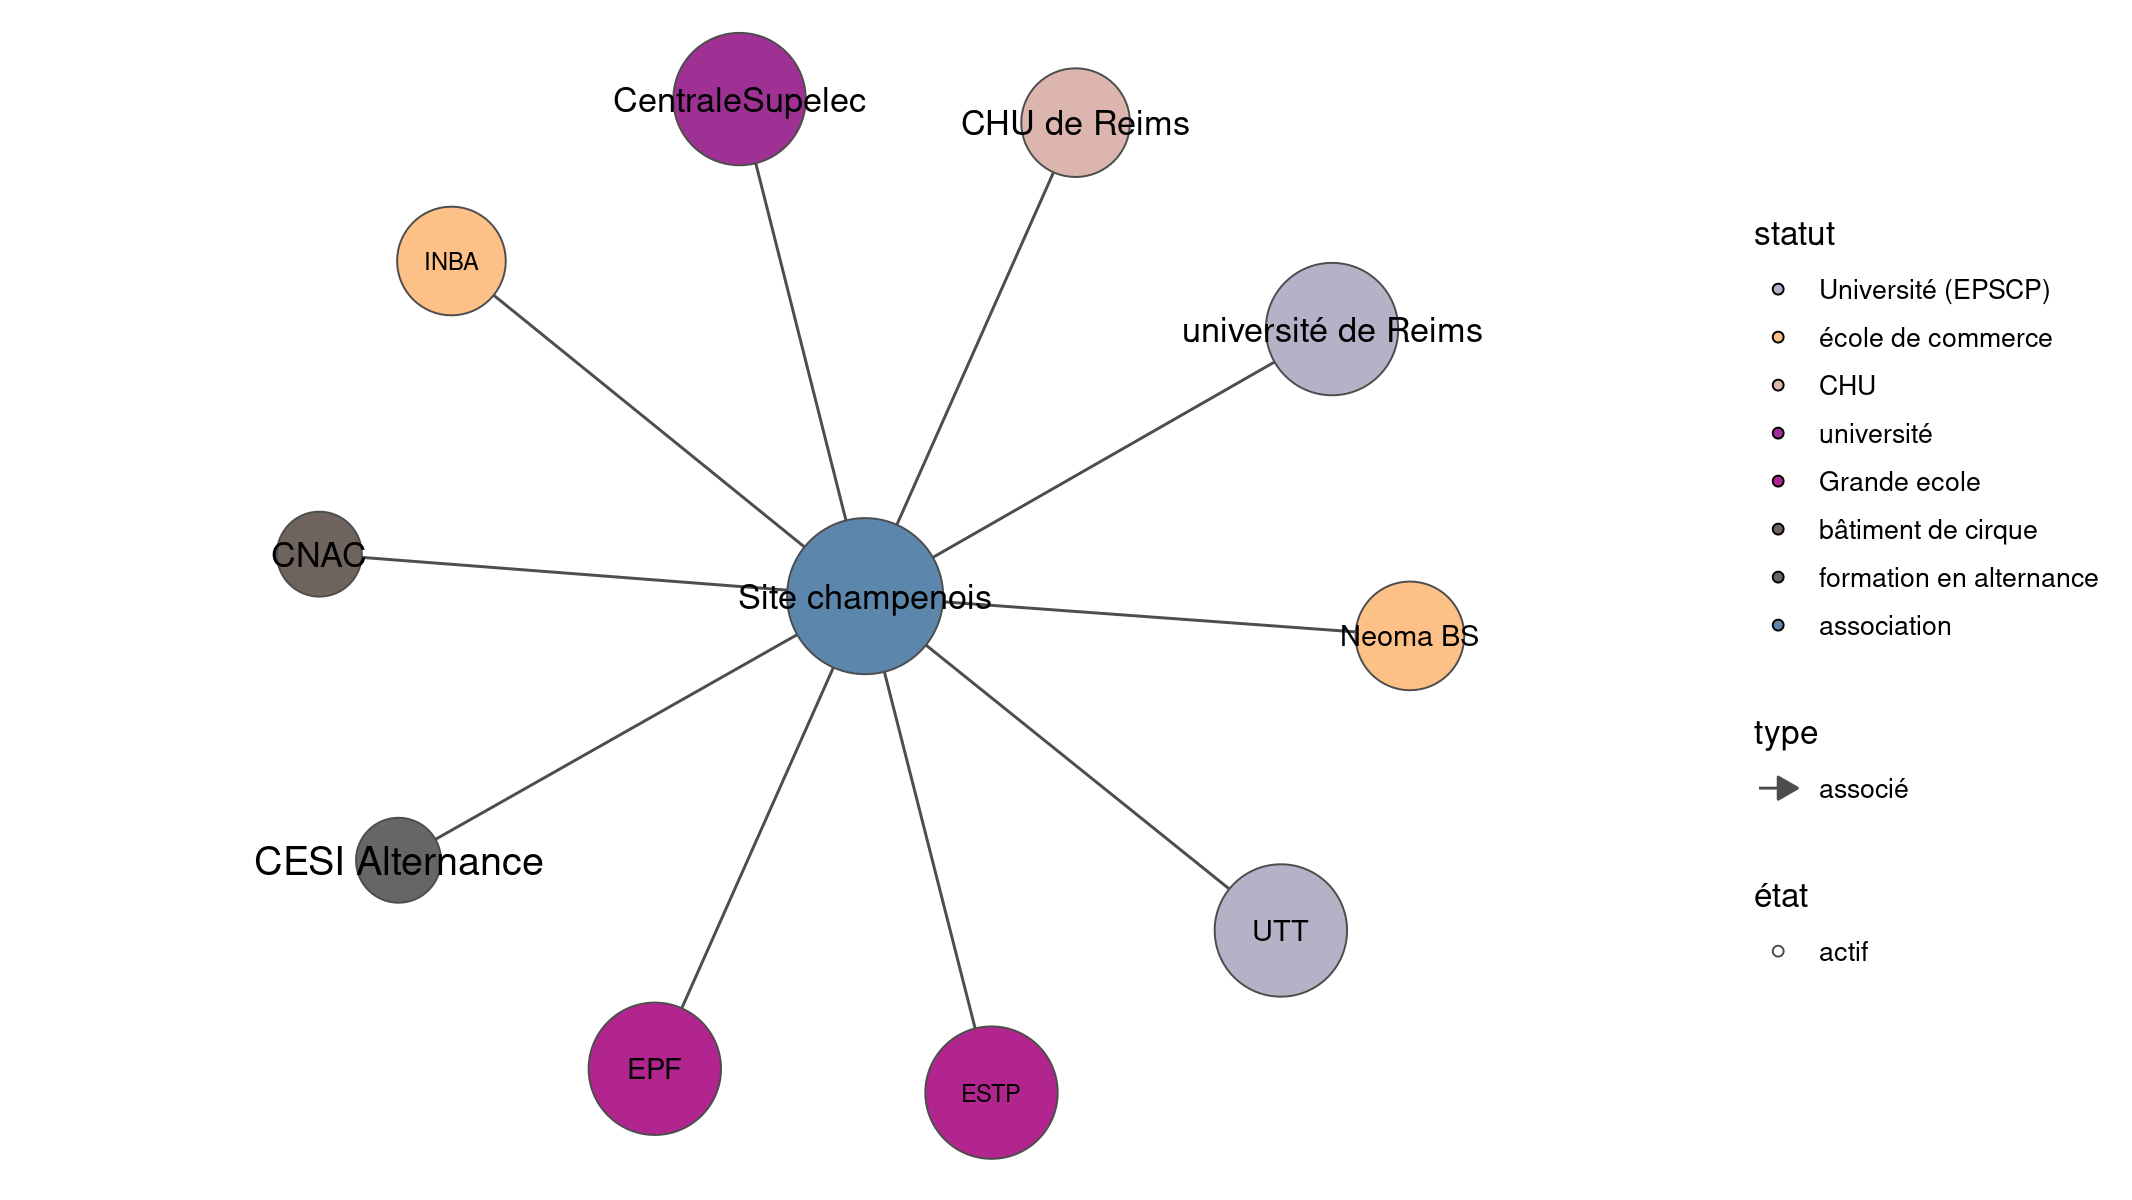 CentraleSupelec
CHU de Reims
INBA
université de Reims
CNAC
Site champenois
Neoma BS
CESI Alternance
UTT
EPF
ESTP
statut
Université (EPSCP)
école de commerce
CHU
université
Grande ecole
bâtiment de cirque
formation en alternance
association
type
associé
état
actif